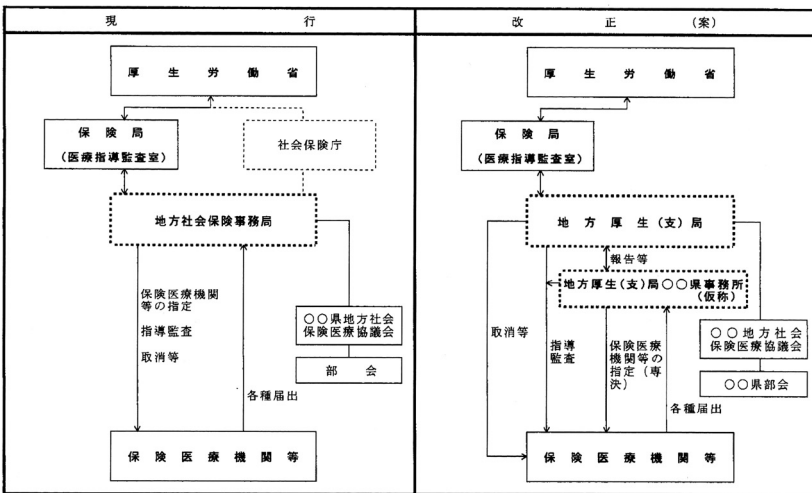 現行
改正(案)
厚生労働省
保険局
(医療指導監査室)
社会保険庁
地方社会保険事務局
保険医療機関
等の指定
指導監査
取消等
各種届出
〇〇県地方社会
保険医療協議会
部会
保険医療機関等
厚生労働省
保険局
(医療指導監査室)
地方厚生(支)局
報告等
地方厚生(支)局〇〇県事務所
(仮称)
取消等
指導
監査
保険医療
機関等の
指定(専
決)
各種届出
〇〇地方社会
保険医療協議会
〇〇県部会
保険医療機関等